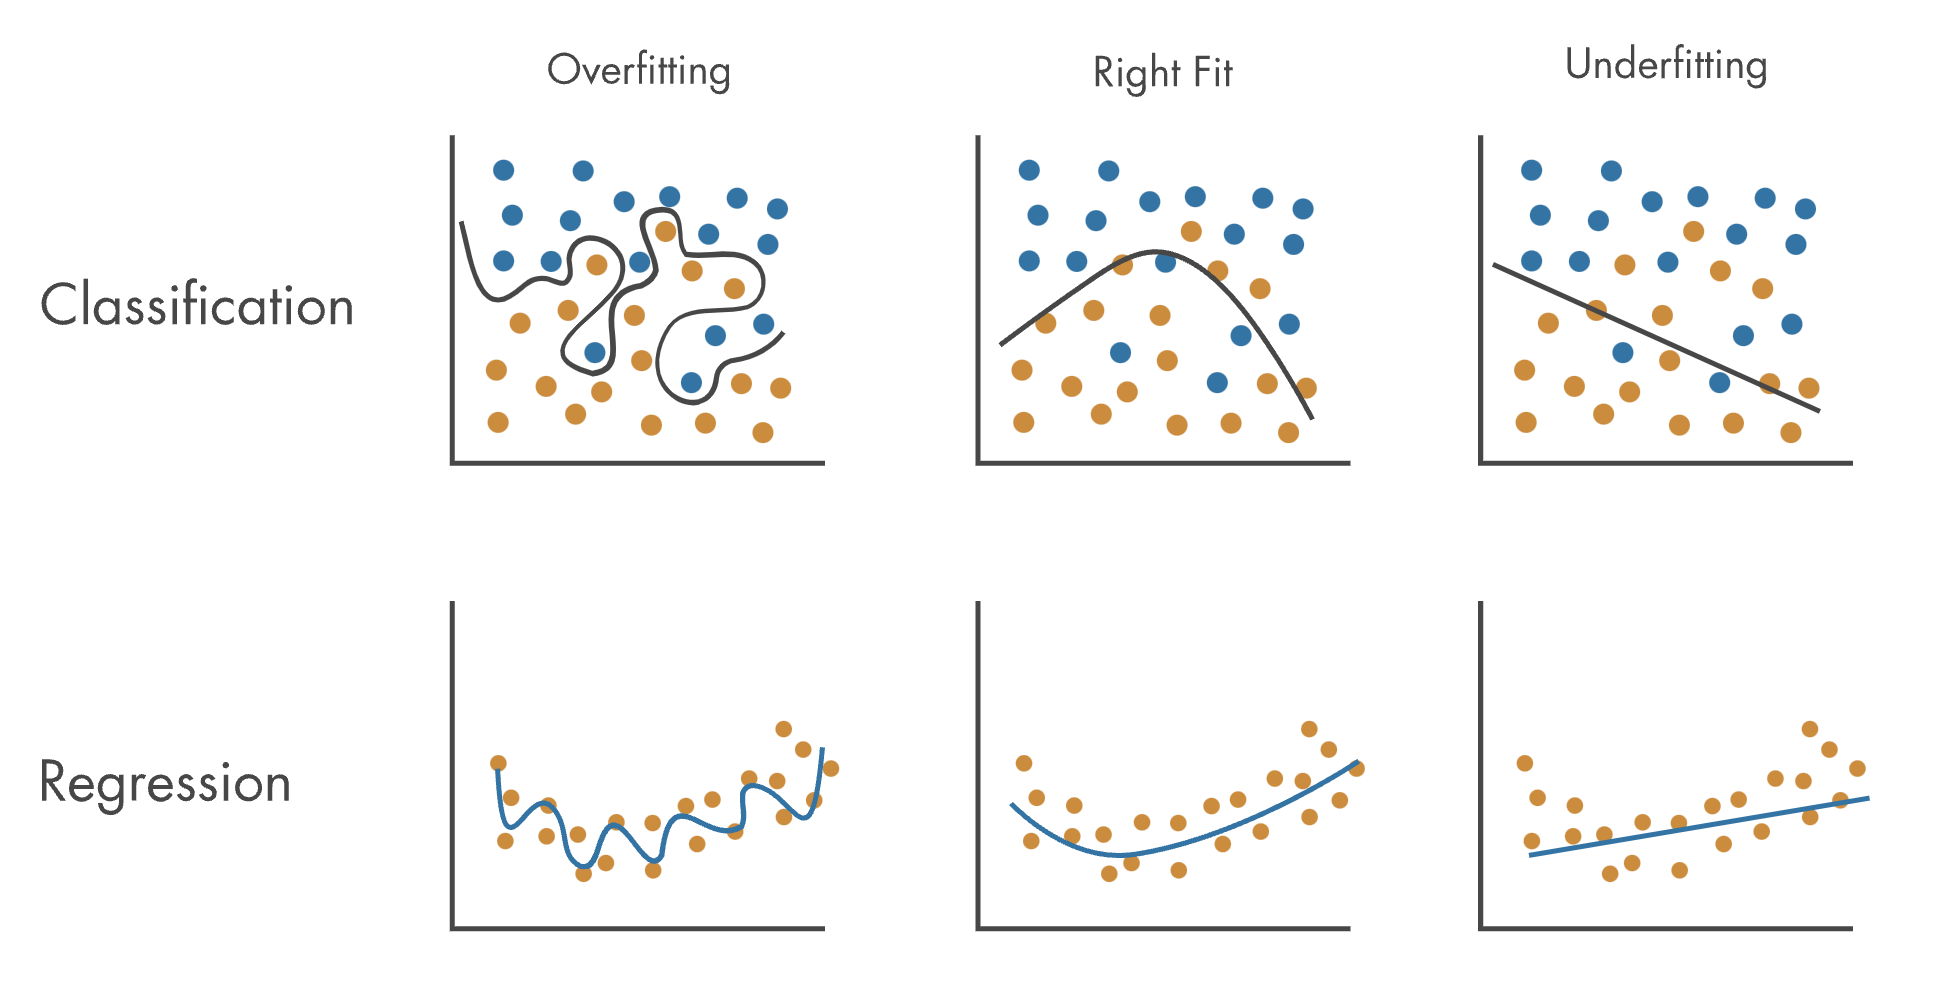 Overfitting
Right Fit
Underfitting
Classification
Regression